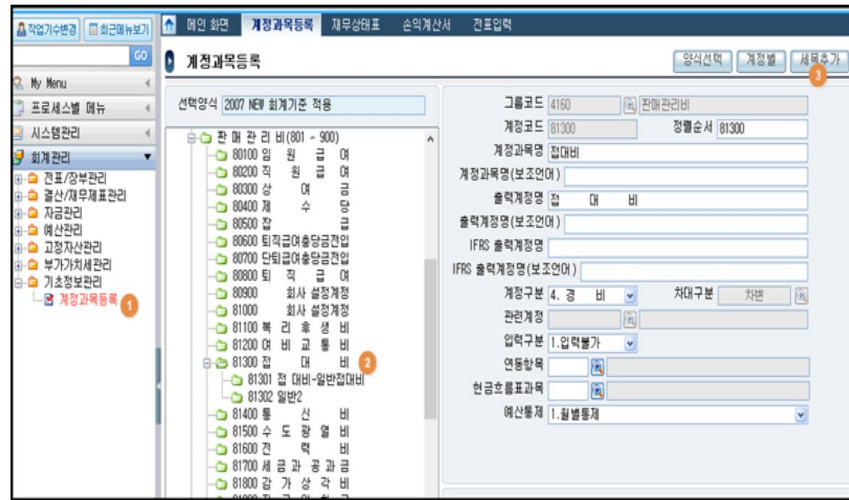 작업기수변경 최근메뉴보기
GO
My Menu
프로세스별 메뉴
시스템관리
회계관리
전표/장부관리
결산/재무제표관리
자금관리
예산관리
고정자산관리
부가가치세관리
기초정보관리
계정과목등록 1
메인 화면 계정과목등록 재무상태표 손익계산서 전표입력
계정과목등록
양식선택 계정별 세목추가
3
선택양식 2007 NEW 회계기준 적용
판 매 관 리 비(801 - 900)
80100 임 원 급 여
80200 직 원 급 여
80300 상 여 금
80400 제 수 당
80500 잡 급
80600 퇴직급여충당금전입
80700 단퇴급여충당금전입
80800 퇴 직 급 여
80900 회사 설정계정
81000 회사 설정계정
81100 복 리 후 생 비
81200 여 비 교 통 비
81300 접 대 비 2
81301 접 대비-일반접대비
81302 일반2
81400 통 신 비
81500 수 도 광 열 비
81600 전 력 비
81700 세 금 과 공 과 금
81800 감 가 상 각 비
그룹코드 4160 판매관리비
계정코드 81300 정렬순서 81300
계정과목명 접대비
계정과목명(보조언어)
출력계정명 접 대 비
출력계정명(보조언어)
IFRS 출력계정명
IFRS 출력계정명(보조언어)
계정구분 4. 경 비 차대구분 차변
관련계정
입력구분 1.입력불가
연동항목
현금흐름표과목
예산통제 1.월별통제